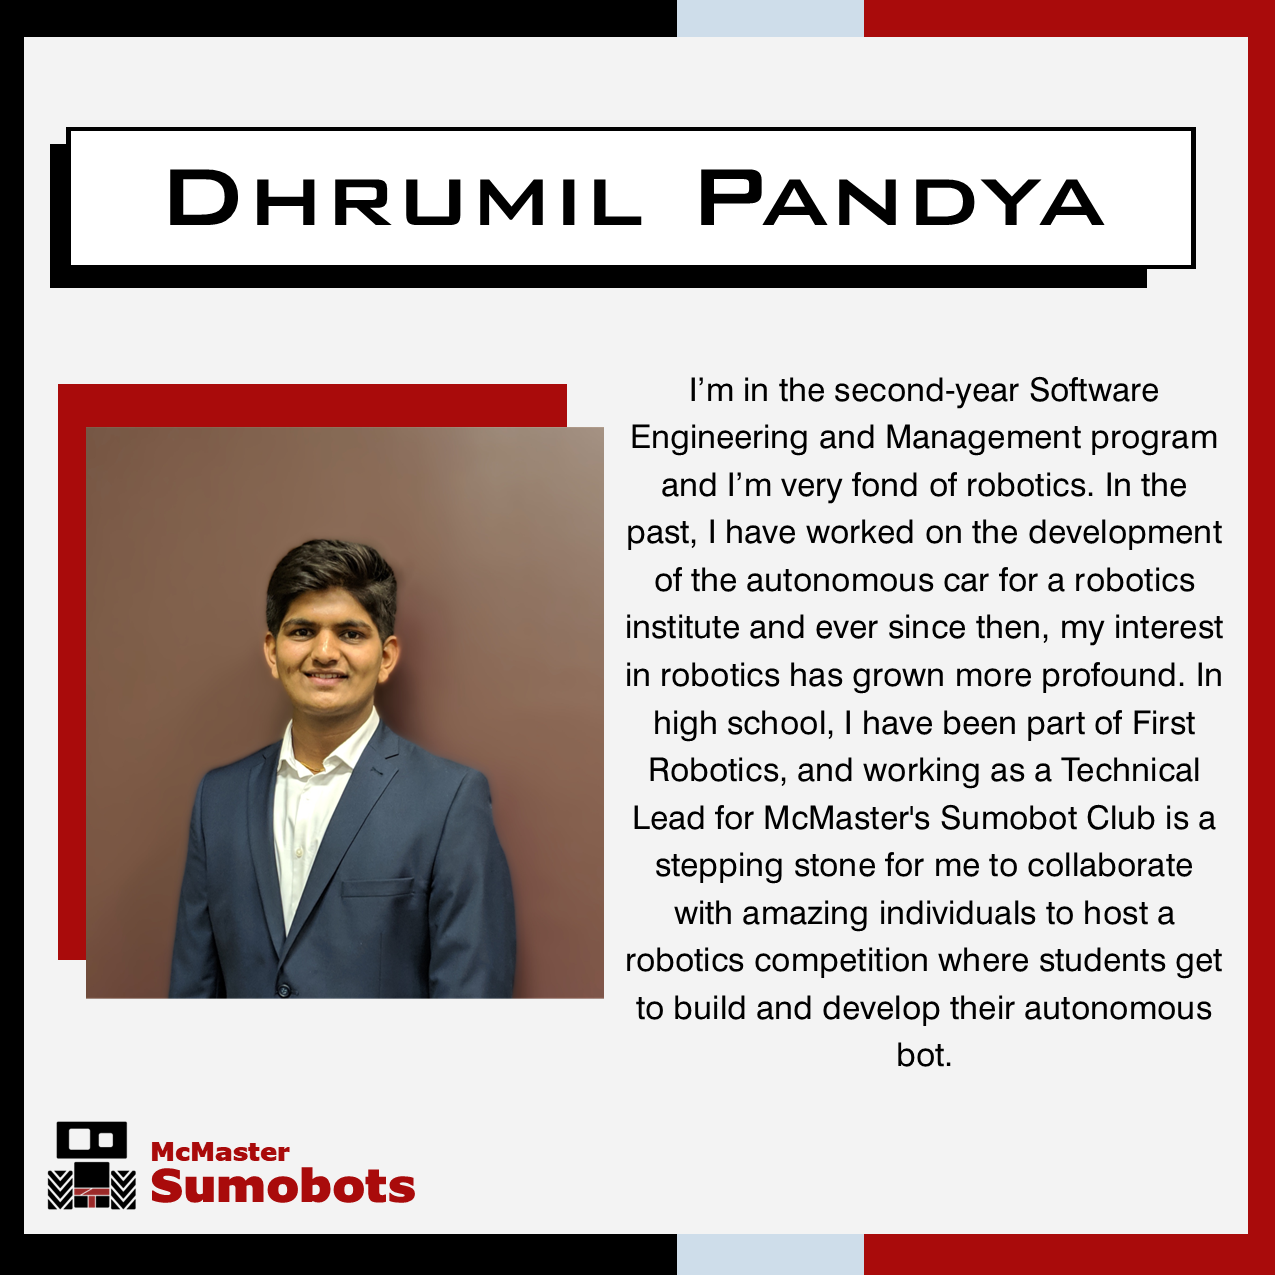 DHRUMIL PANDYA
I’m in the second-year Software
Engineering and Management program
and I’m very fond of robotics. In the
past, I have worked on the development
of the autonomous car for a robotics
institute and ever since then, my interest
in robotics has grown more profound. In
high school, I have been part of First
Robotics, and working as a Technical
Lead for McMaster's Sumobot Club is a
stepping stone for me to collaborate
with amazing individuals to host a
robotics competition where students get
to build and develop their autonomous
bot.
McMaster
Sumobots